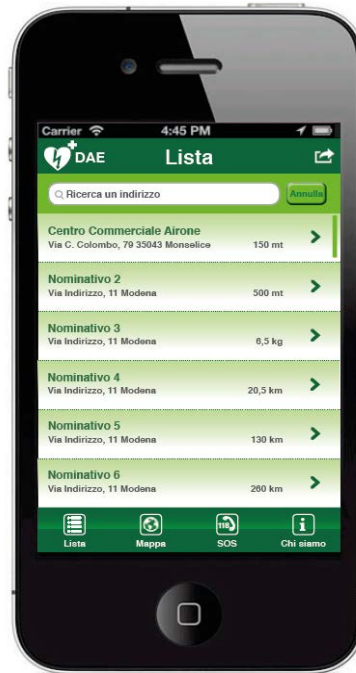 Carrier 4:45 PM
DAE Lista
Ricerca un indirizzo Annulla
Centro Commerciale Airone
Via C. Colombo, 79 35043 Monselice 150 mt
Nominativo 2
Via Indirizzo, 11 Modena 500 mt
Nominativo 3
Via Indirizzo, 11 Modena 6,5 kg
Nominativo 4
Via Indirizzo, 11 Modena 20,5 km
Nominativo 5
Via Indirizzo, 11 Modena 130 km
Nominativo 6
Via Indirizzo, 11 Modena 260 km
118
Lista Mappa SOS Chi siamo